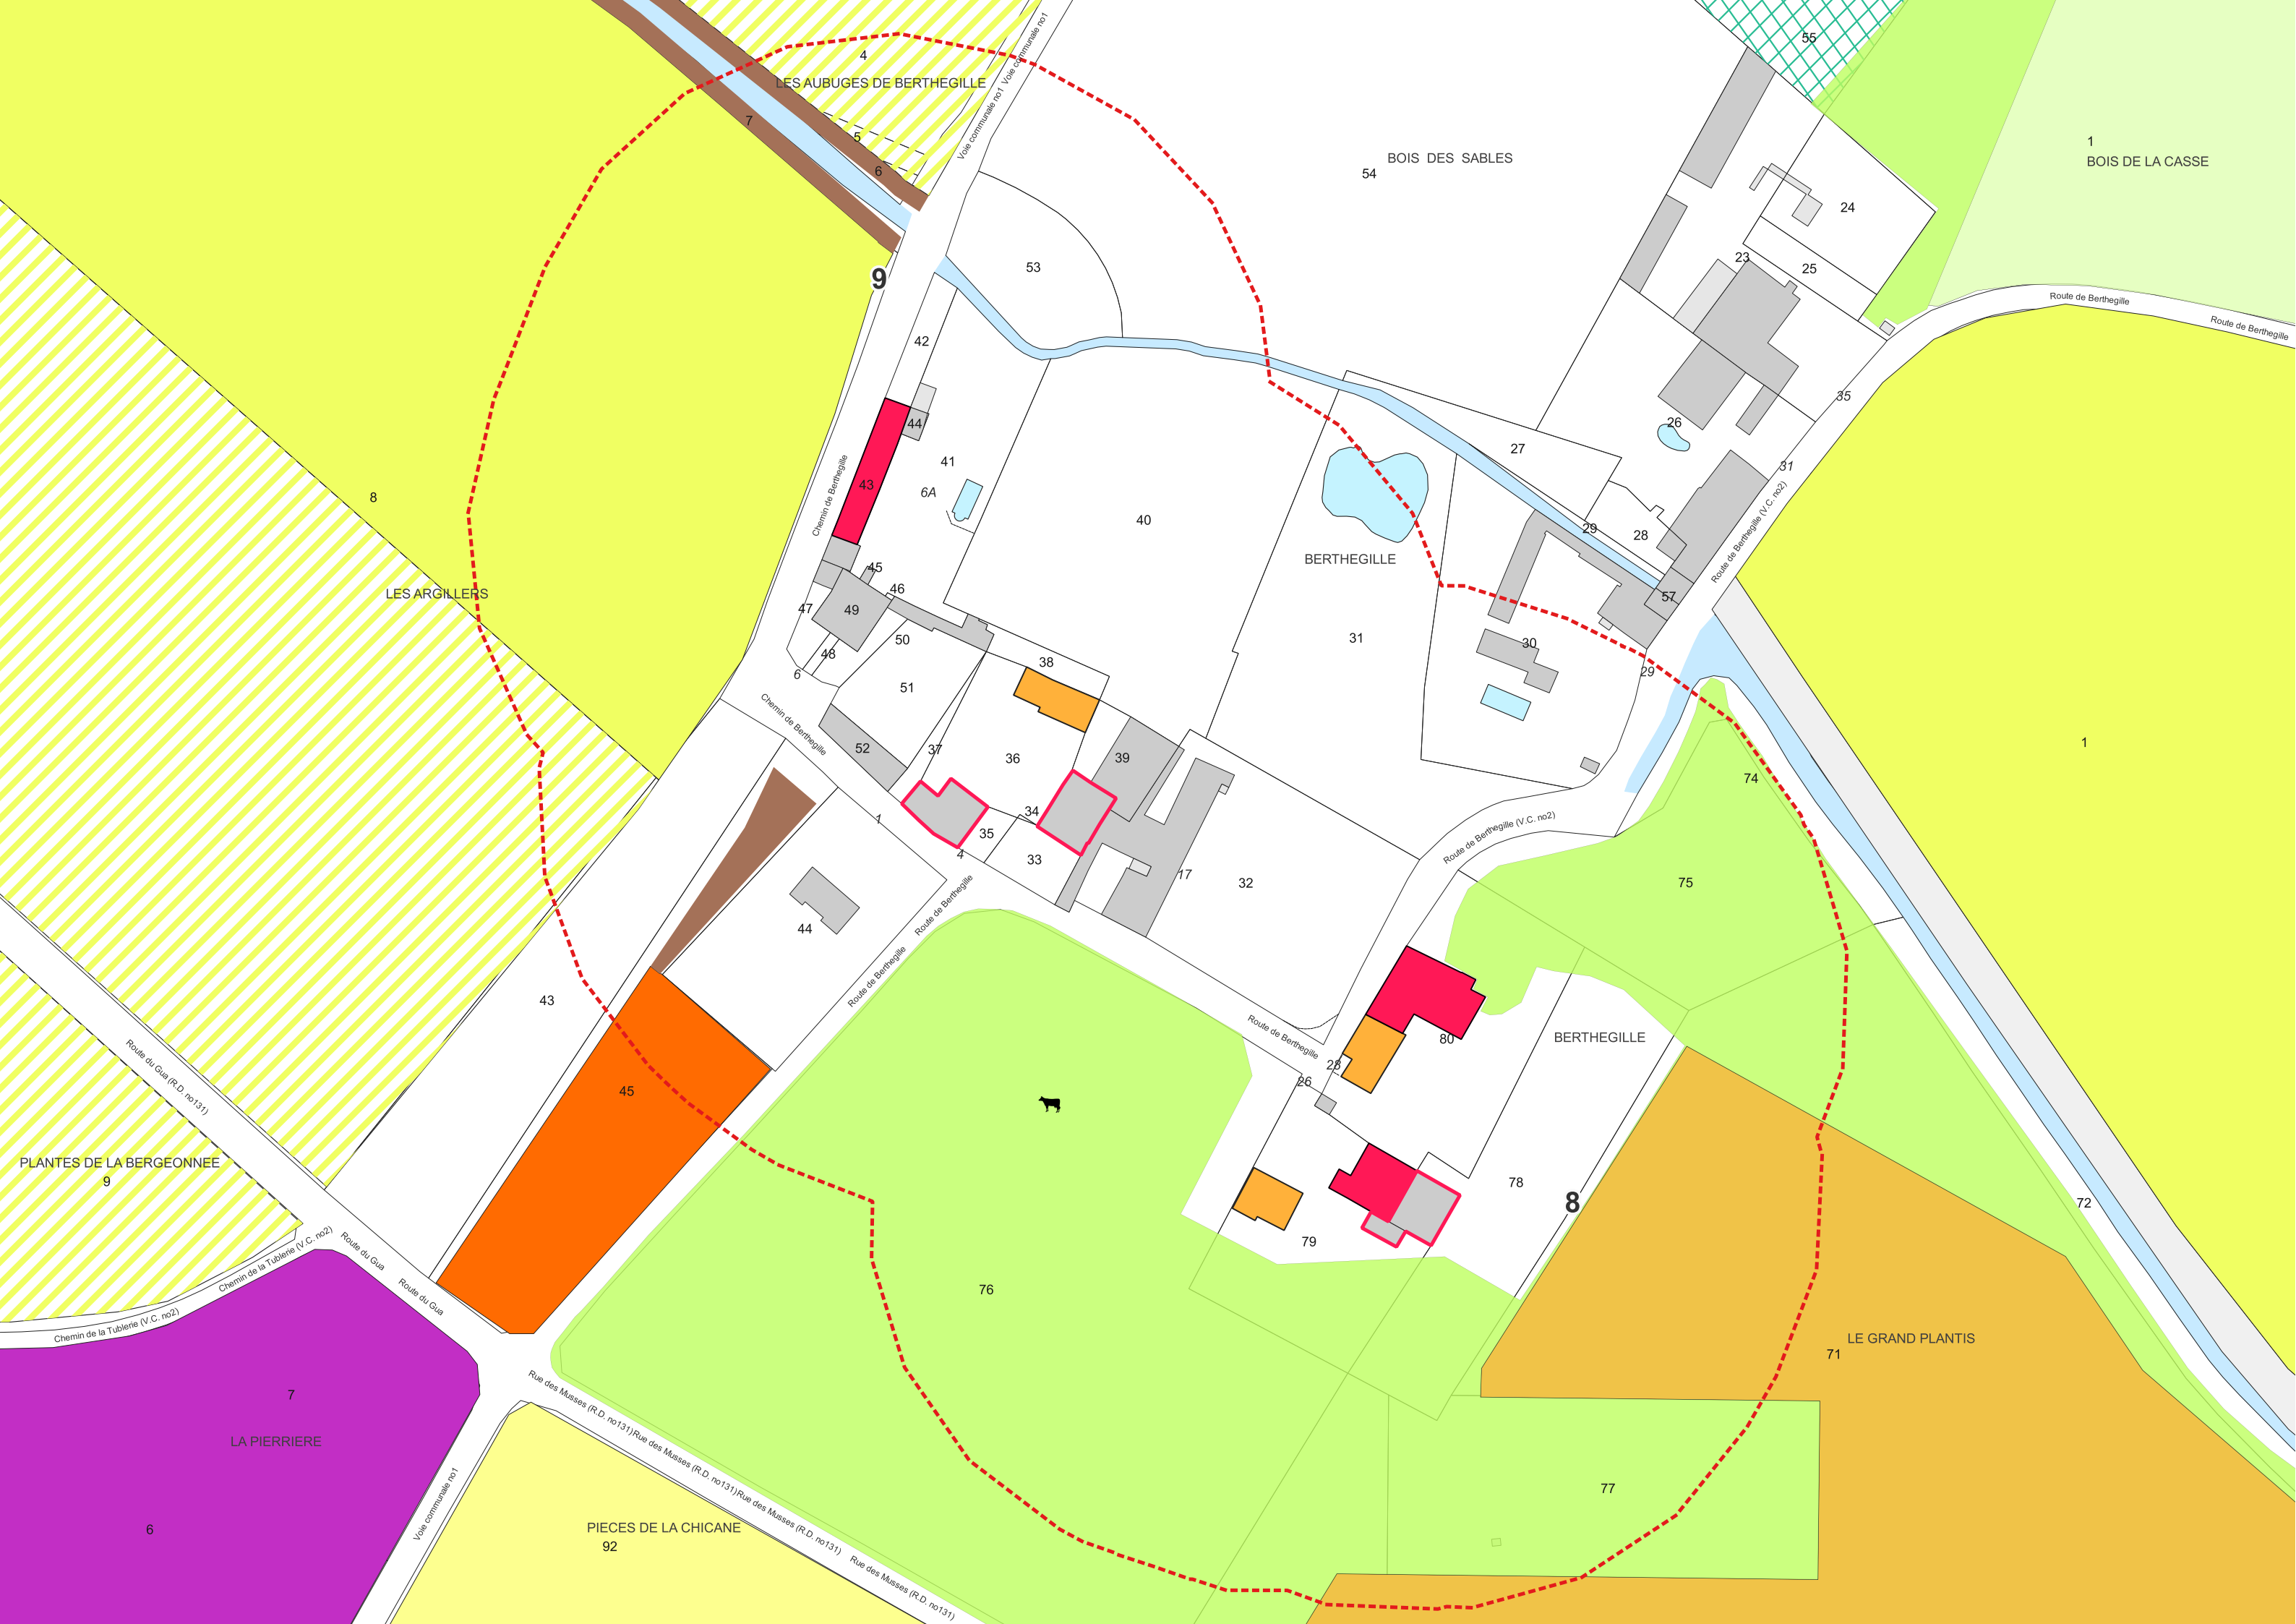 55
4
LES AUBUGES DE BERTHEGILLE
Voie communale no1
Voie communale no1
7
5
6
BOIS DES SABLES
54
1
BOIS DE LA CASSE
24
23
25
53
9
Route de Berthegille
Route de Berthegille
42
35
44
26
27
41
6A
43
31
Chemin de Berthegille
8
40
29
28
Route de Berthegille (V.C. no2)
BERTHEGILLE
45
46
LES ARGILLERS
57
47
49
50
48
31
30
6
38
29
51
Chemin de Berthegille
52
37
36
39
1
74
34
1
35
4
33
Route de Berthegille (V.C. no2)
17
32
75
44
Route de Berthegille
Route de Berthegille
43
Route de Berthegille
80
BERTHEGILLE
28
26
45
Route du Gua (R.D. no131)
PLANTES DE LA BERGEONNEE
9
78
8
72
79
Chemin de la Tublerie (V.C. no2)
Chemin de la Tublerie (V.C. no2)
Route du Gua
Route du Gua
76
LE GRAND PLANTIS
71
7
LA PIERRIERE
Rue des Musses (R.D. no131)
Rue des Musses (R.D. no131)
Rue des Musses (R.D. no131)
Rue des Musses (R.D. no131)
77
Voie communale no1
6
PIECES DE LA CHICANE
92